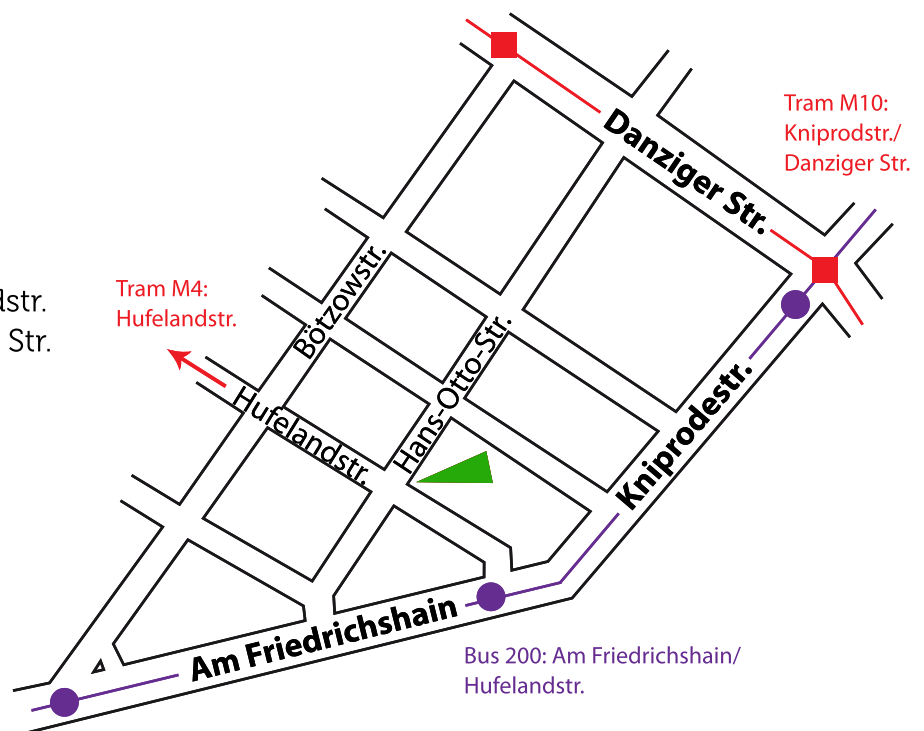 Tram M10:
Kniprodstr./
Danziger Str.
Danziger Str.
Tram M4:
Hufelandstr.
Str.
Bötzowstr.
Hans-Otto-Str.
Hufelandstr.
Kniprodestr.
Am Friedrichshain
Bus 200: Am Friedrichshain/
Hufelandstr.